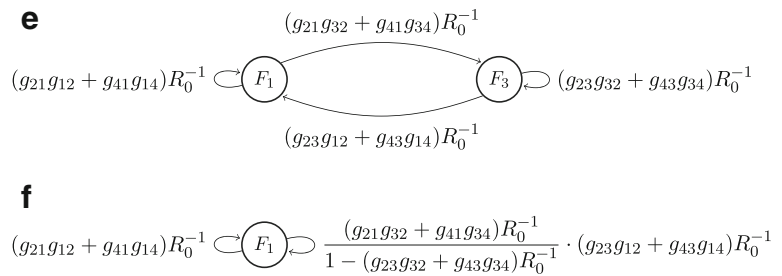 e
(g₂₁g₃₂ + g₄₁g₃₄)R₀⁻¹
(g₂₁g₁₂ + g₄₁g₁₄)R₀⁻¹ F₁ F₃ (g₂₃g₃₂ + g₄₃g₃₄)R₀⁻¹
(g₂₃g₁₂ + g₄₃g₁₄)R₀⁻¹
f
(g₂₁g₁₂ + g₄₁g₁₄)R₀⁻¹ F₁ (g₂₁g₃₂ + g₄₁g₃₄)R₀⁻¹ / 1 − (g₂₃g₃₂ + g₄₃g₃₄)R₀⁻¹ · (g₂₃g₁₂ + g₄₃g₁₄)R₀⁻¹